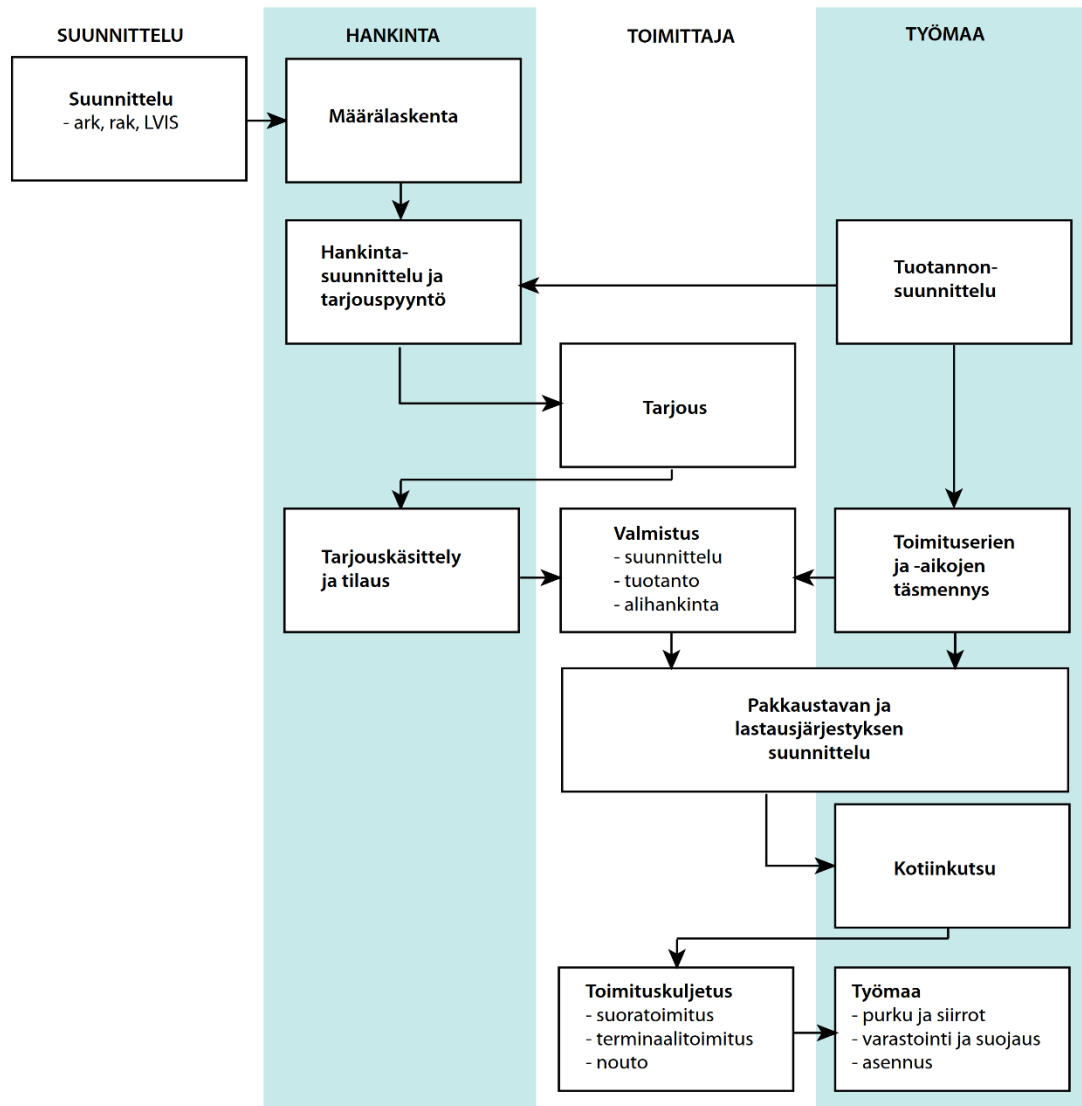 SUUNNITTELU
HANKINTA
TOIMITTAJA
TYÖMAA
Suunnittelu
- ark, rak, LVIS
Määrälaskenta
Hankinta-
suunnittelu ja
tarjouspyyntö
Tuotannon-
suunnittelu
Tarjous
Tarjouskäsittely
ja tilaus
Valmistus
- suunnittelu
- tuotanto
- alihankinta
Toimituserien
ja -aikojen
täsmennys
Pakkaustavan ja
lastausjärjestyksen
suunnittelu
Kotiinkutsu
Toimituskuljetus
- suoratoimitus
- terminaalitoimitus
- nouto
Työmaa
- purku ja siirrot
- varastointi ja suojaus
- asennus